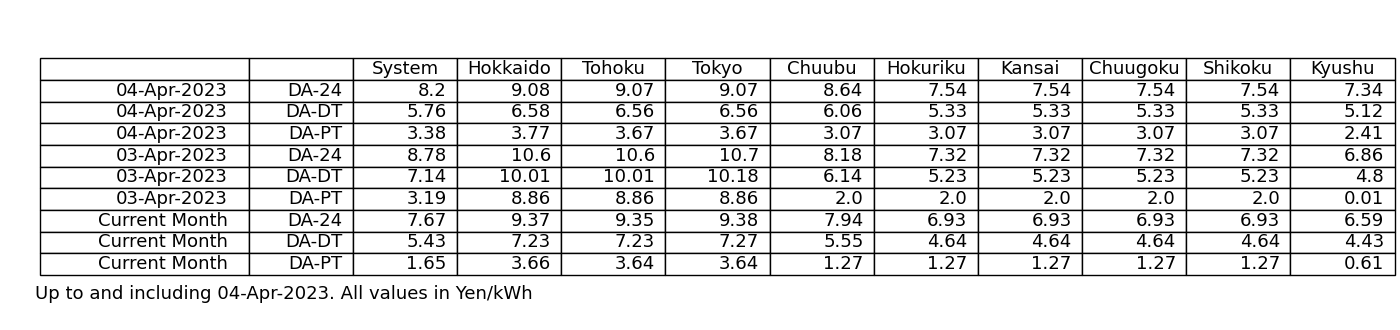 System Hokkaido Tohoku Tokyo Chuubu Hokuriku Kansai Chuugoku Shikoku Kyushu
04-Apr-2023 DA-24 8.2 9.08 9.07 9.07 8.64 7.54 7.54 7.54 7.54 7.34
04-Apr-2023 DA-DT 5.76 6.58 6.56 6.56 6.06 5.33 5.33 5.33 5.33 5.12
04-Apr-2023 DA-PT 3.38 3.77 3.67 3.67 3.07 3.07 3.07 3.07 3.07 2.41
03-Apr-2023 DA-24 8.78 10.6 10.6 10.7 8.18 7.32 7.32 7.32 7.32 6.86
03-Apr-2023 DA-DT 7.14 10.01 10.01 10.18 6.14 5.23 5.23 5.23 5.23 4.8
03-Apr-2023 DA-PT 3.19 8.86 8.86 8.86 2.0 2.0 2.0 2.0 2.0 0.01
Current Month DA-24 7.67 9.37 9.35 9.38 7.94 6.93 6.93 6.93 6.93 6.59
Current Month DA-DT 5.43 7.23 7.23 7.27 5.55 4.64 4.64 4.64 4.64 4.43
Current Month DA-PT 1.65 3.66 3.64 3.64 1.27 1.27 1.27 1.27 1.27 0.61
Up to and including 04-Apr-2023. All values in Yen/kWh